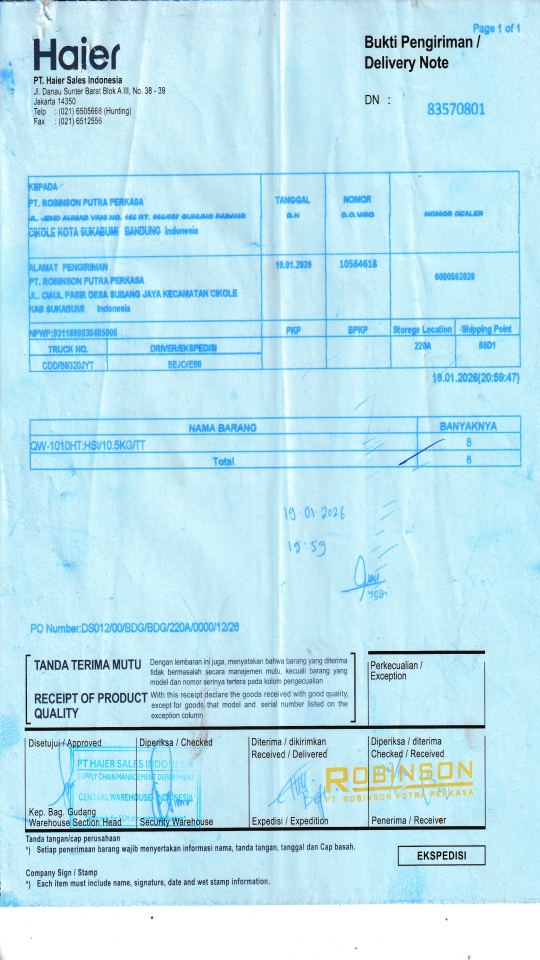 Page 1 of 1
Haier
Bukti Pengiriman /
Delivery Note
PT. Haier Sales Indonesia
Jl. Danau Sunter Barat Blok A III, No. 38 - 39
Jakarta 14350
Telp : (021) 6505668 (Hunting)
Fax : (021) 6512556
DN : 83570801
KEPADA
PT. ROBINSON PUTRA PERKASA
CIKOLE KOTA SUKABUMI BANDUNG Indonesia
TANGGAL
NOMOR
NOMOR DEALER
ALAMAT PENGIRIMAN
PT. ROBINSON PUTRA PERKASA
JL. CIAUL PASIR DESA SUBANG JAYA KECAMATAN CIKOLE
KAB SUKABUMI Indonesia
19.01.2026
10564618
PKP
BPKP
Storege Location
Shipping Point
TRUCK NO.
DRIVER/EKSPEDISI
220A
19.01.2026(20:59:47)
NAMA BARANG BANYAKNYA
QW-1010HT:HSI/10.5KG/TT 8
Total 8
19.01 2026
19:59
PO Number:DS012/00/BDG/BDG/220A/0000/12/26
TANDA TERIMA MUTU
Dengan lembaran ini juga, menyatakan bahwa barang yang diterima
tidak bermasalah secara manajemen mutu, kecuali barang yang
model dan nomor serinya tertera pada kolom pengecualian
RECEIPT OF PRODUCT
QUALITY
With this receipt declare the goods received with good quality,
except for goods that model and serial number listed on the
exception column
Perkecualian /
Exception
Disetujui / Approved
Diperiksa / Checked
Diterima / dikirimkan
Received / Delivered
Diperiksa / diterima
Checked / Received
PT HAIER SALES INDONESIA
SUPPLY CHAIN MANAGEMENT DEPARTMENT
CENTRAL WAREHOUSE INDONESIA
ROBINSON
PT. ROBINSON PUTRA PERKASA
Kep. Bag. Gudang
Warehouse Section Head
Security Warehouse
Expedisi / Expedition
Penerima / Receiver
Tanda tangan/cap perusahaan
*) Setiap penerimaan barang wajib menyertakan informasi nama, tanda tangan, tanggal dan Cap basah.
EKSPEDISI
Company Sign / Stamp
*) Each item must include name, signature, date and wet stamp information.